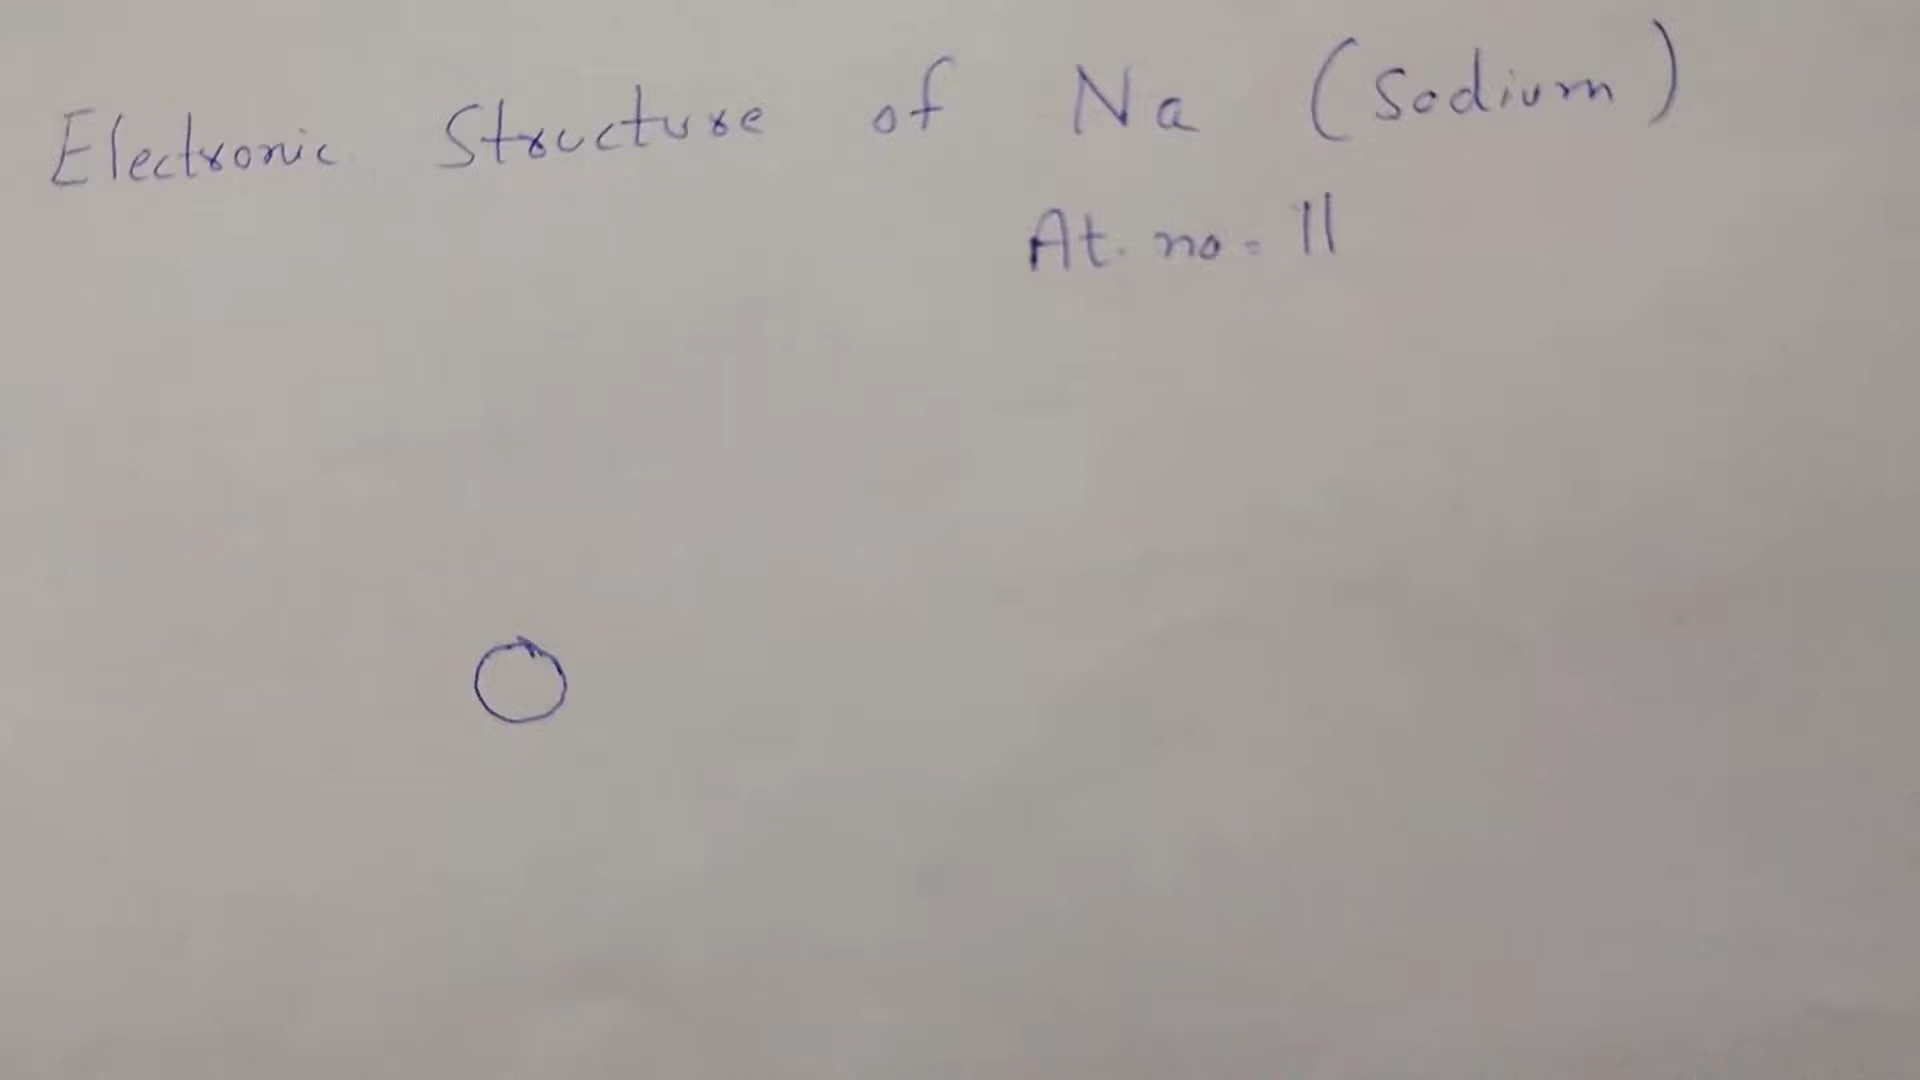 Electronic Structure of Na (Sodium)
At. no. 11